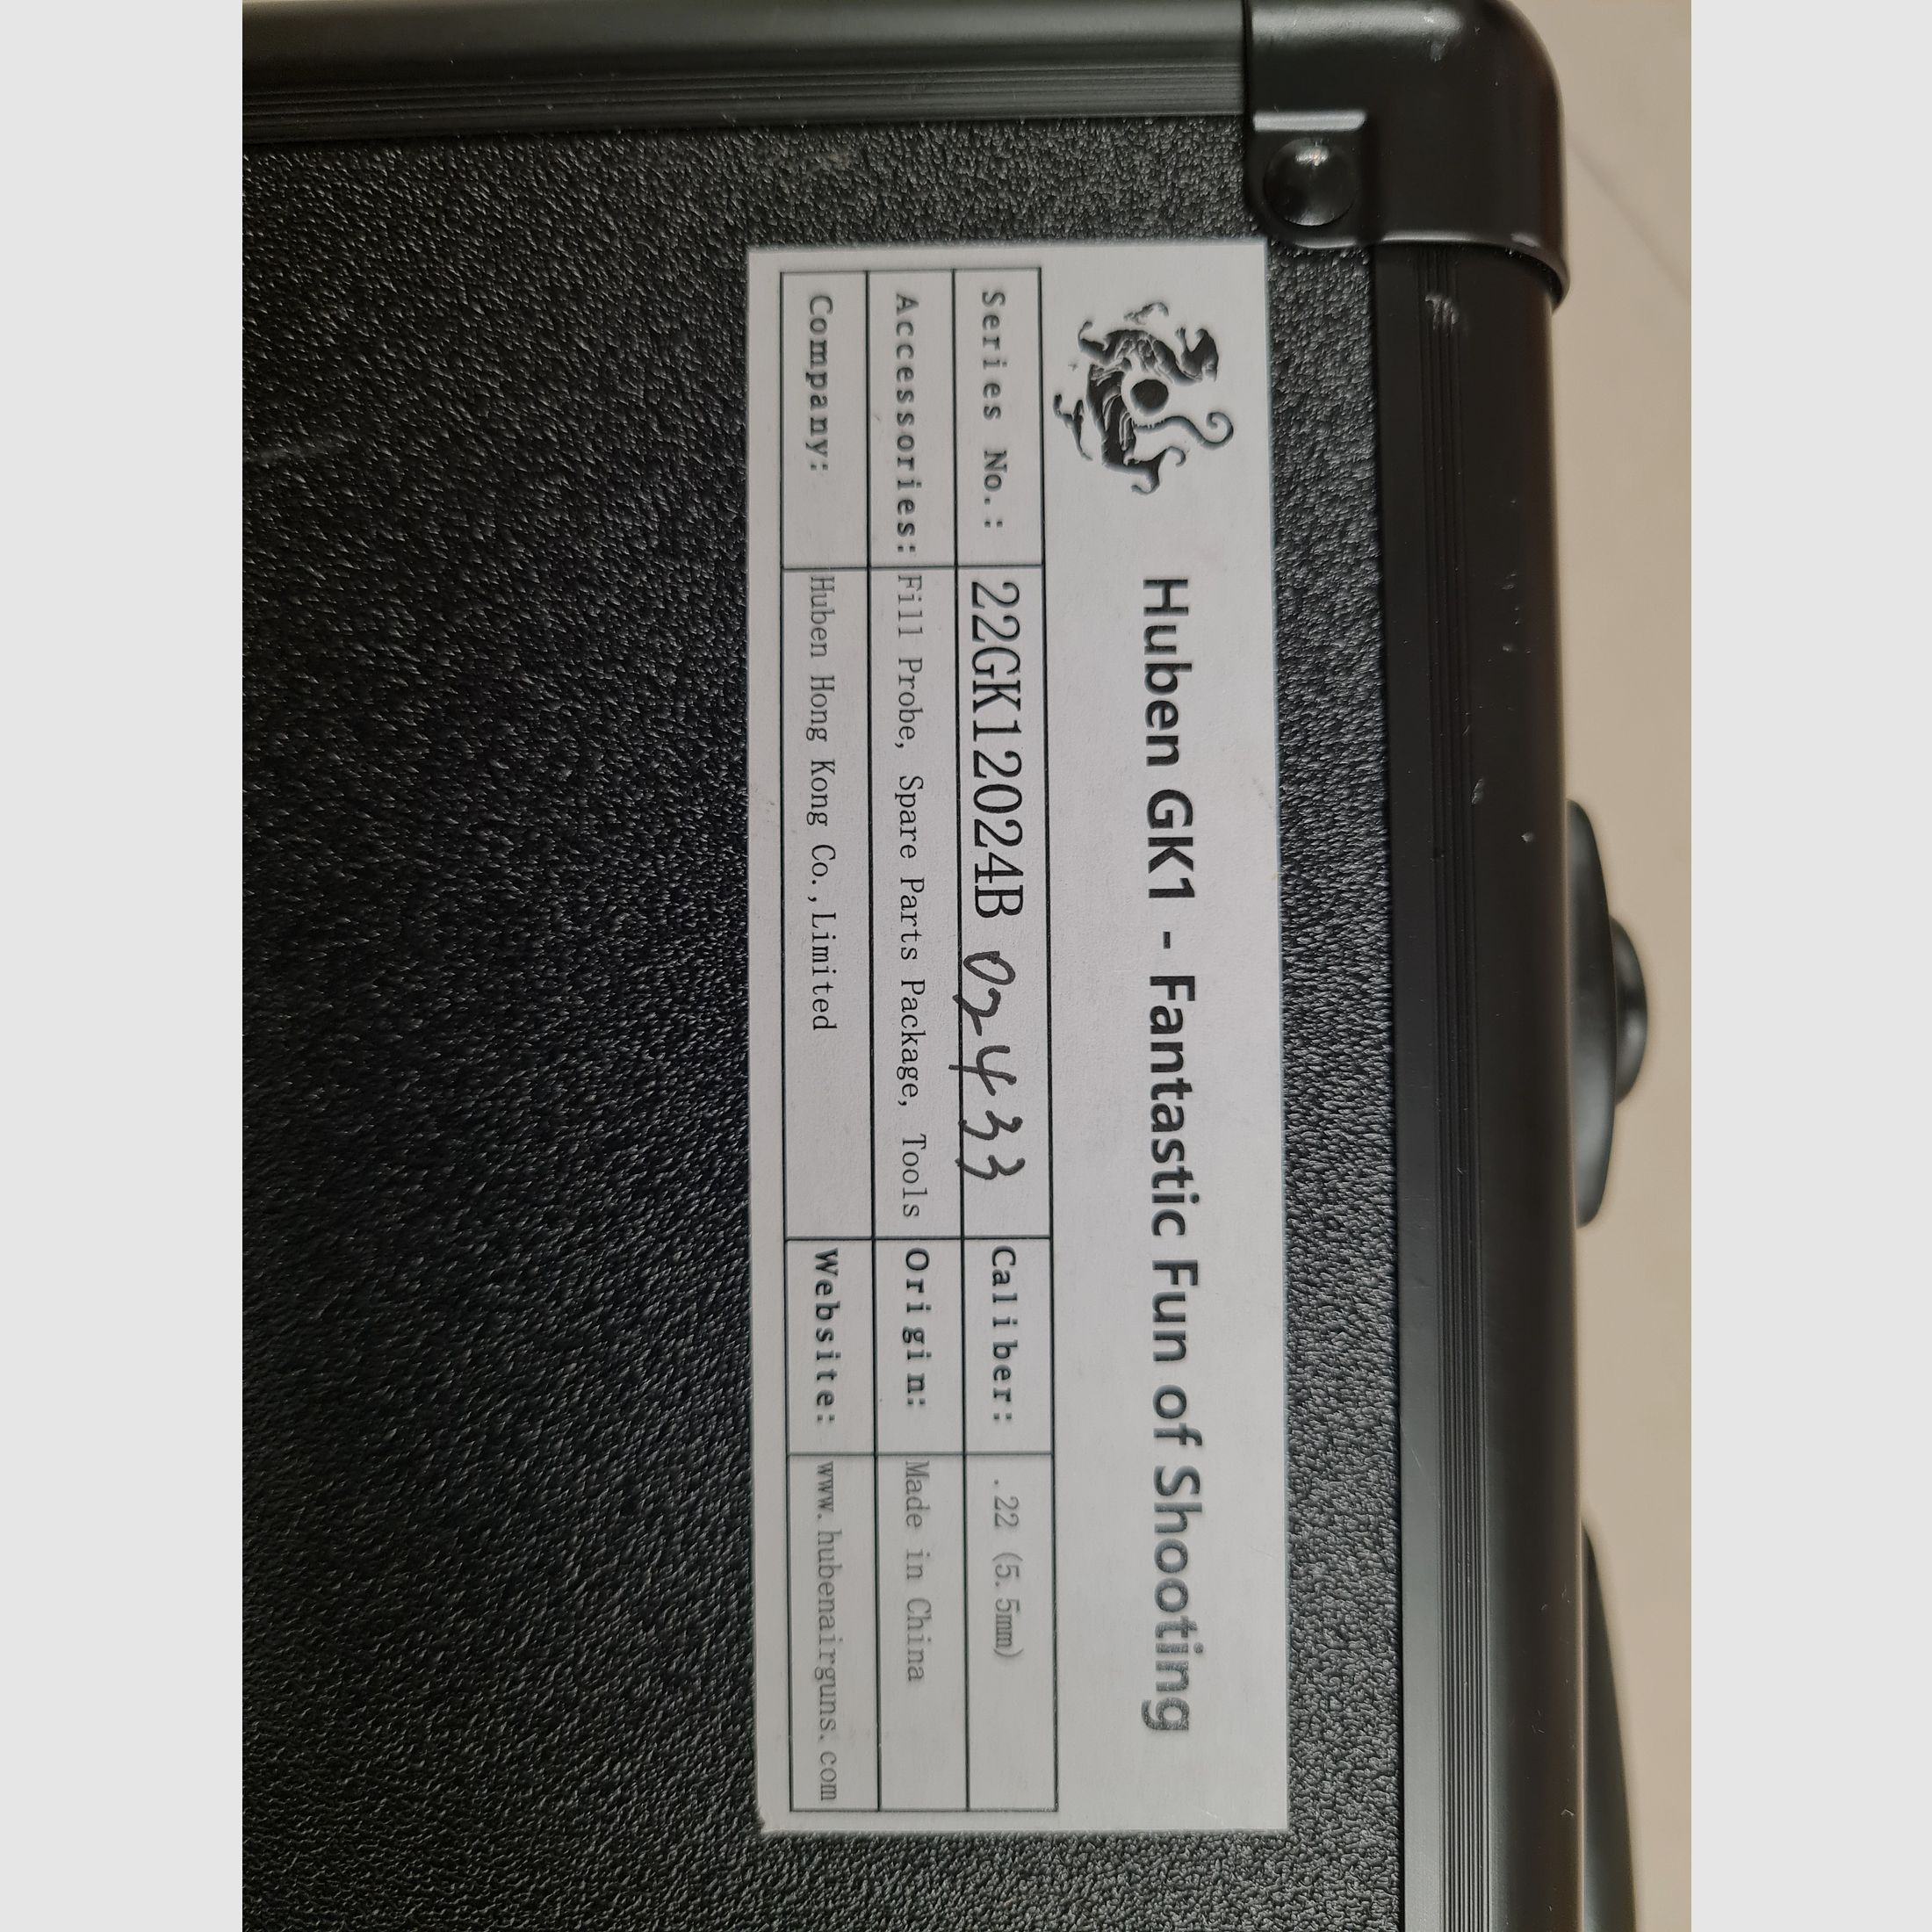 Huben GK1 - Fantastic Fun of Shooting
Series No.: 22GK12024B 02433 Caliber: .22 (5.5mm)
Accessories: Fill Probe, Spare Parts Package, Tools Origin: Made in China
Company: Huben Hong Kong Co.,Limited Website: www.hubenairguns.com